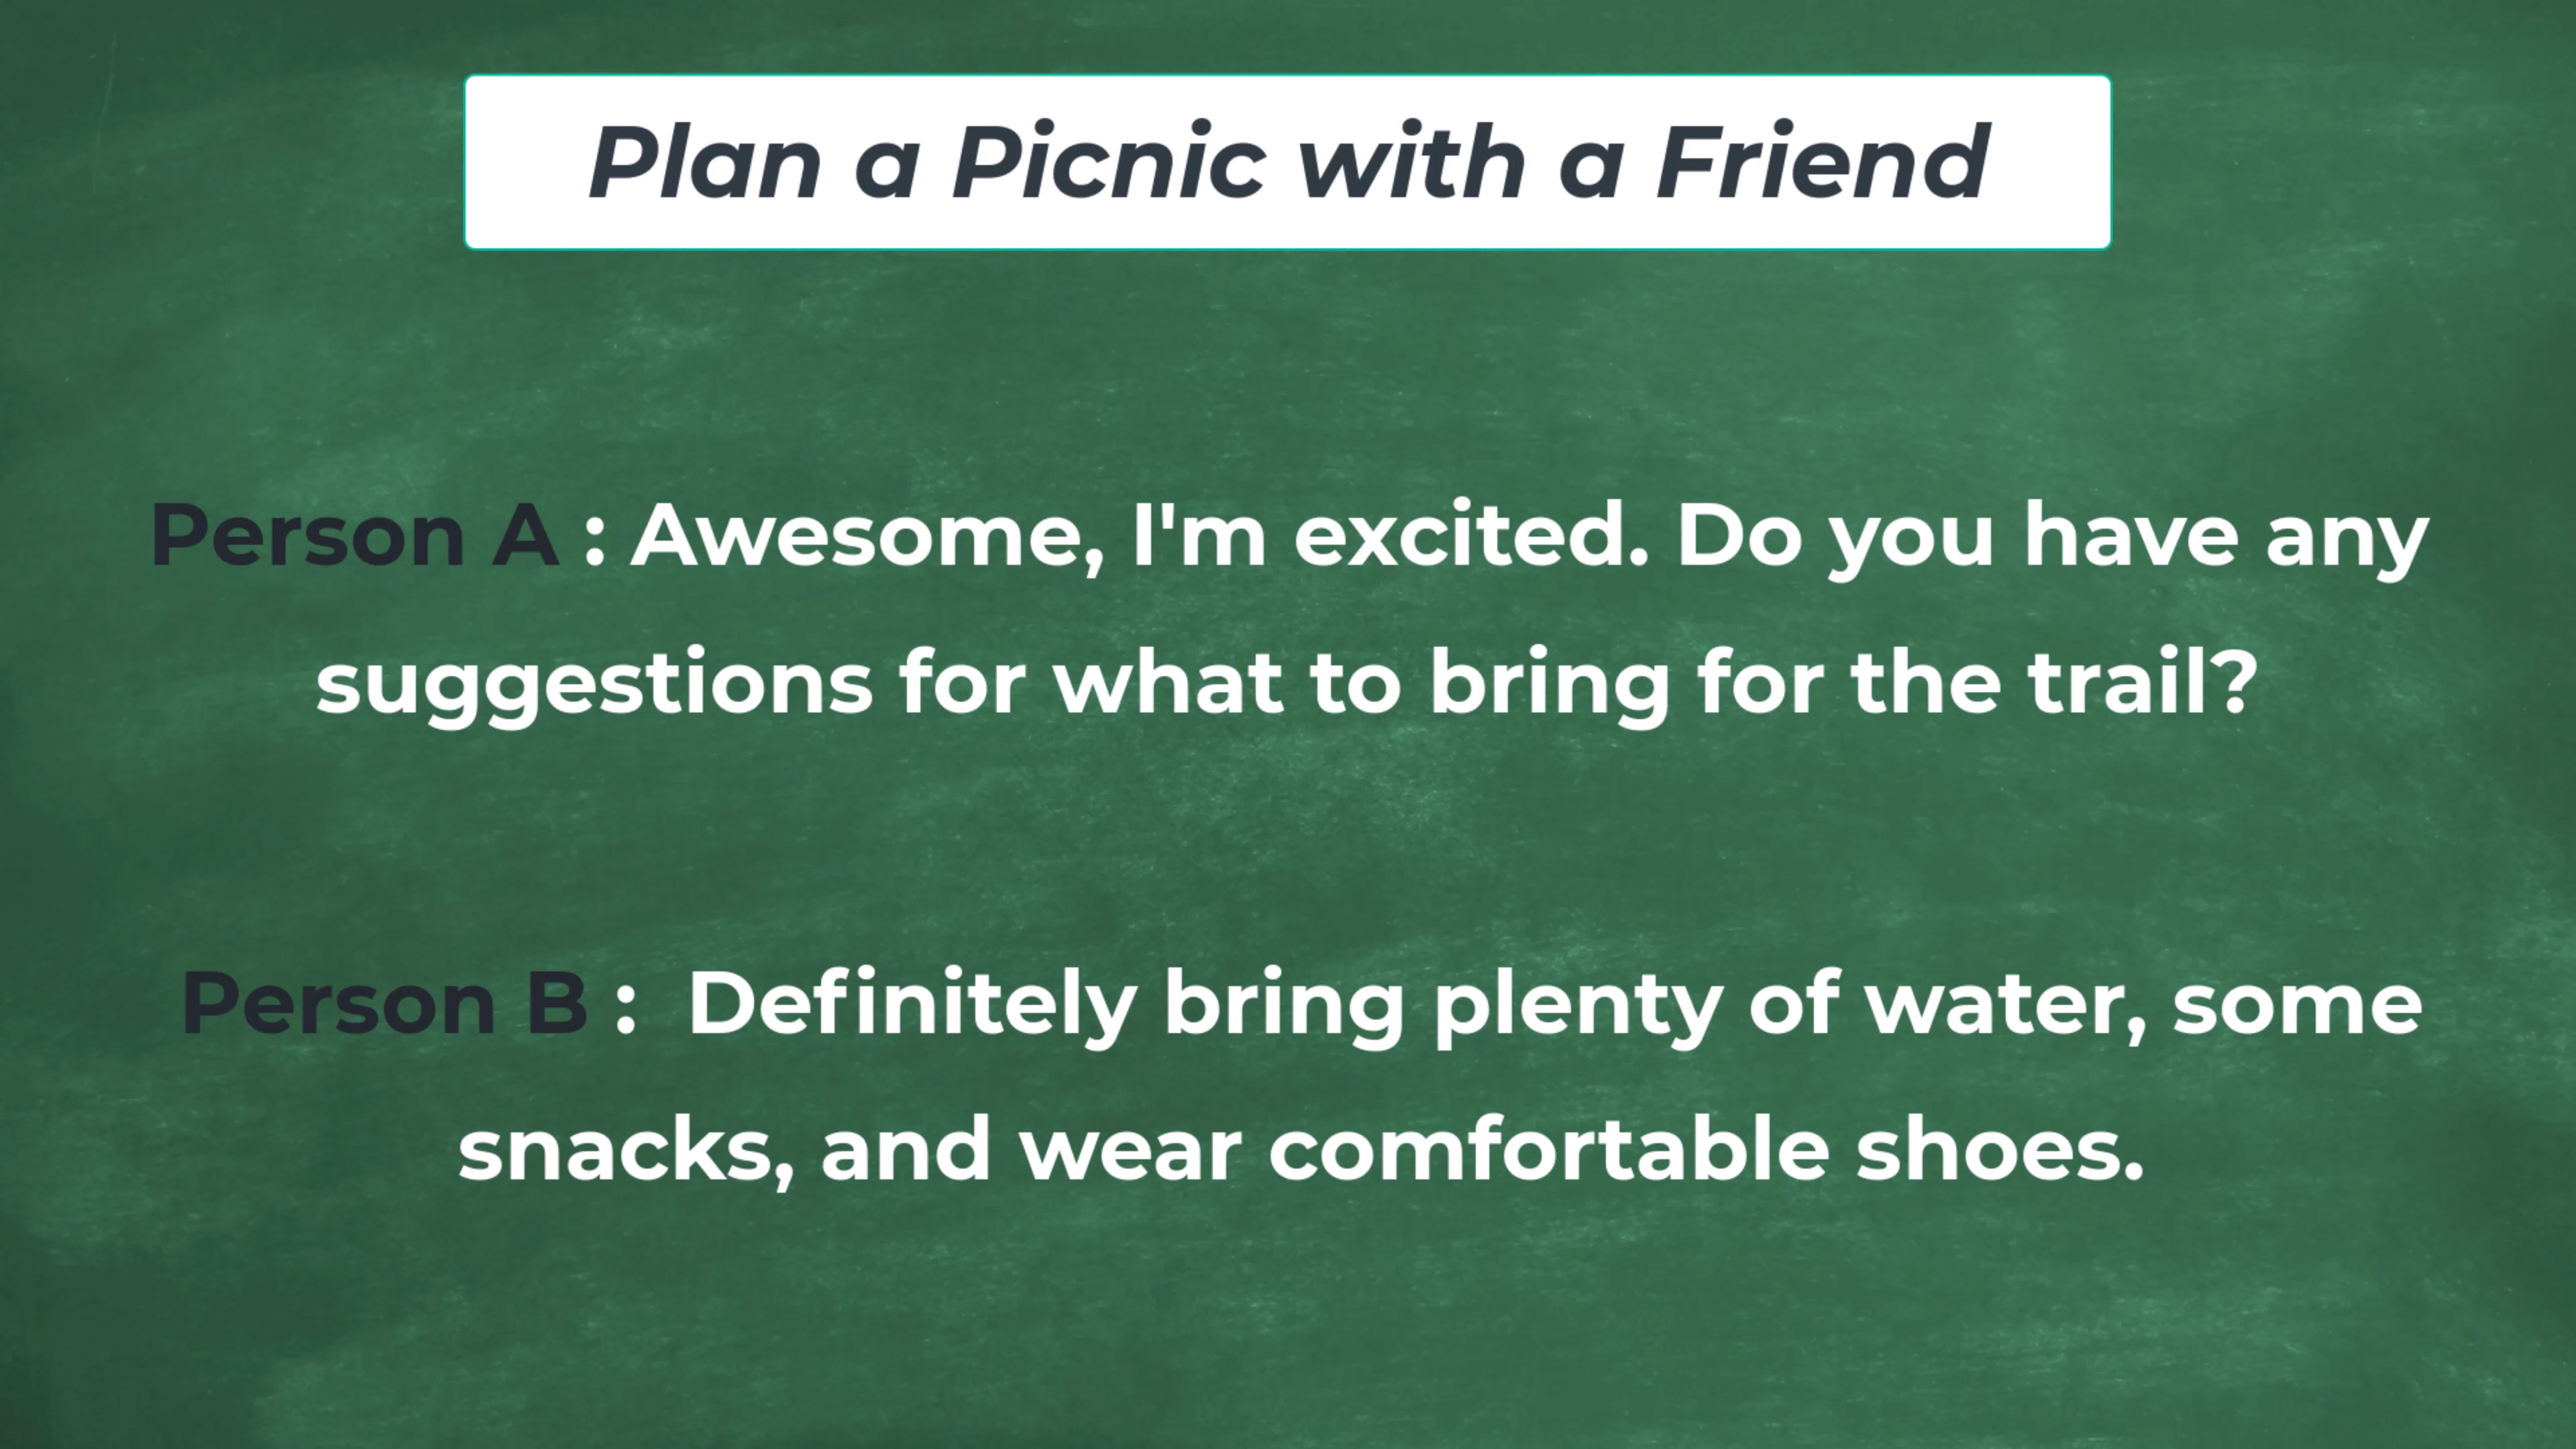 Plan a Picnic with a Friend
Person A : Awesome, I'm excited. Do you have any
suggestions for what to bring for the trail?
Person B :  Definitely bring plenty of water, some
snacks, and wear comfortable shoes.